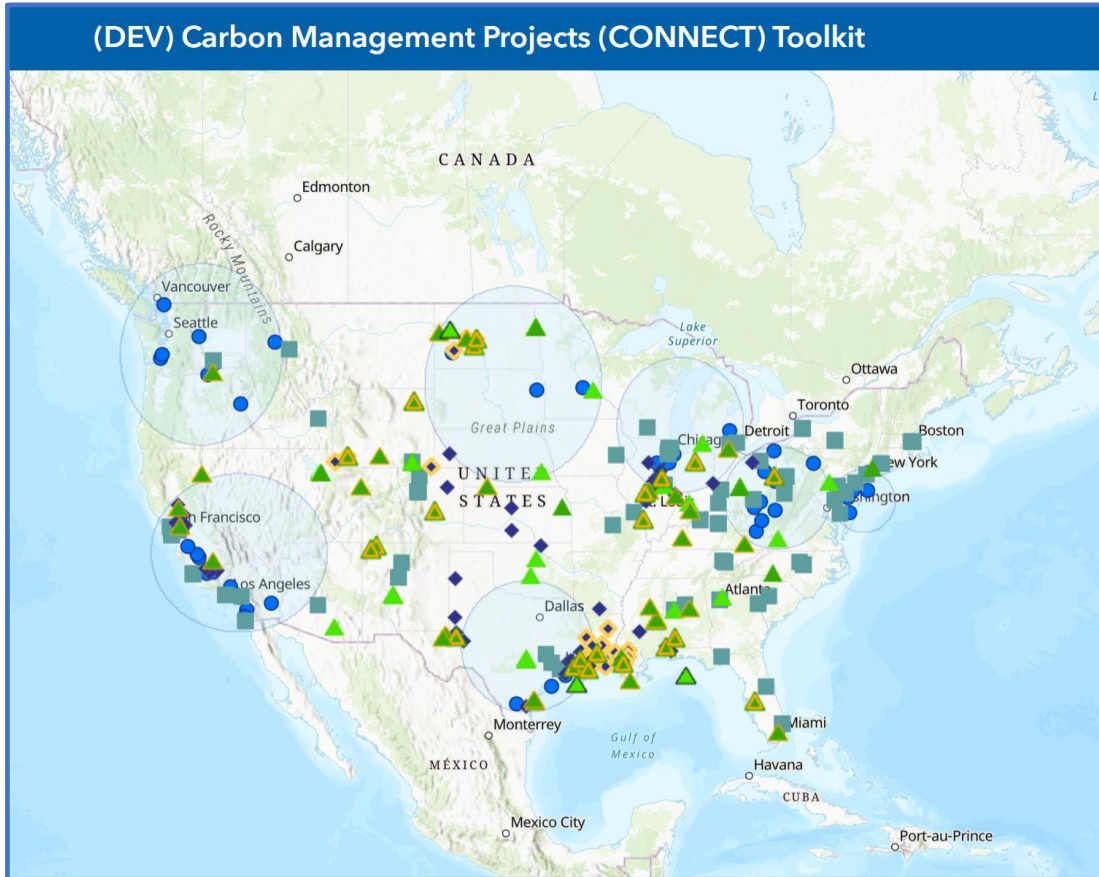 (DEV) Carbon Management Projects (CONNECT) Toolkit
CANADA
Edmonton
Rocky Mountains
Calgary
Vancouver
Seattle
Lake
Superior
Ottawa
Toronto
Great Plains
Detroit
Boston
UNITED
STATES
Los Angeles
Dallas
Atlanta
Monterrey
Miami
Gulf of
Mexico
MÉXICO
Havana
CUBA
Mexico City
Port-au-Prince